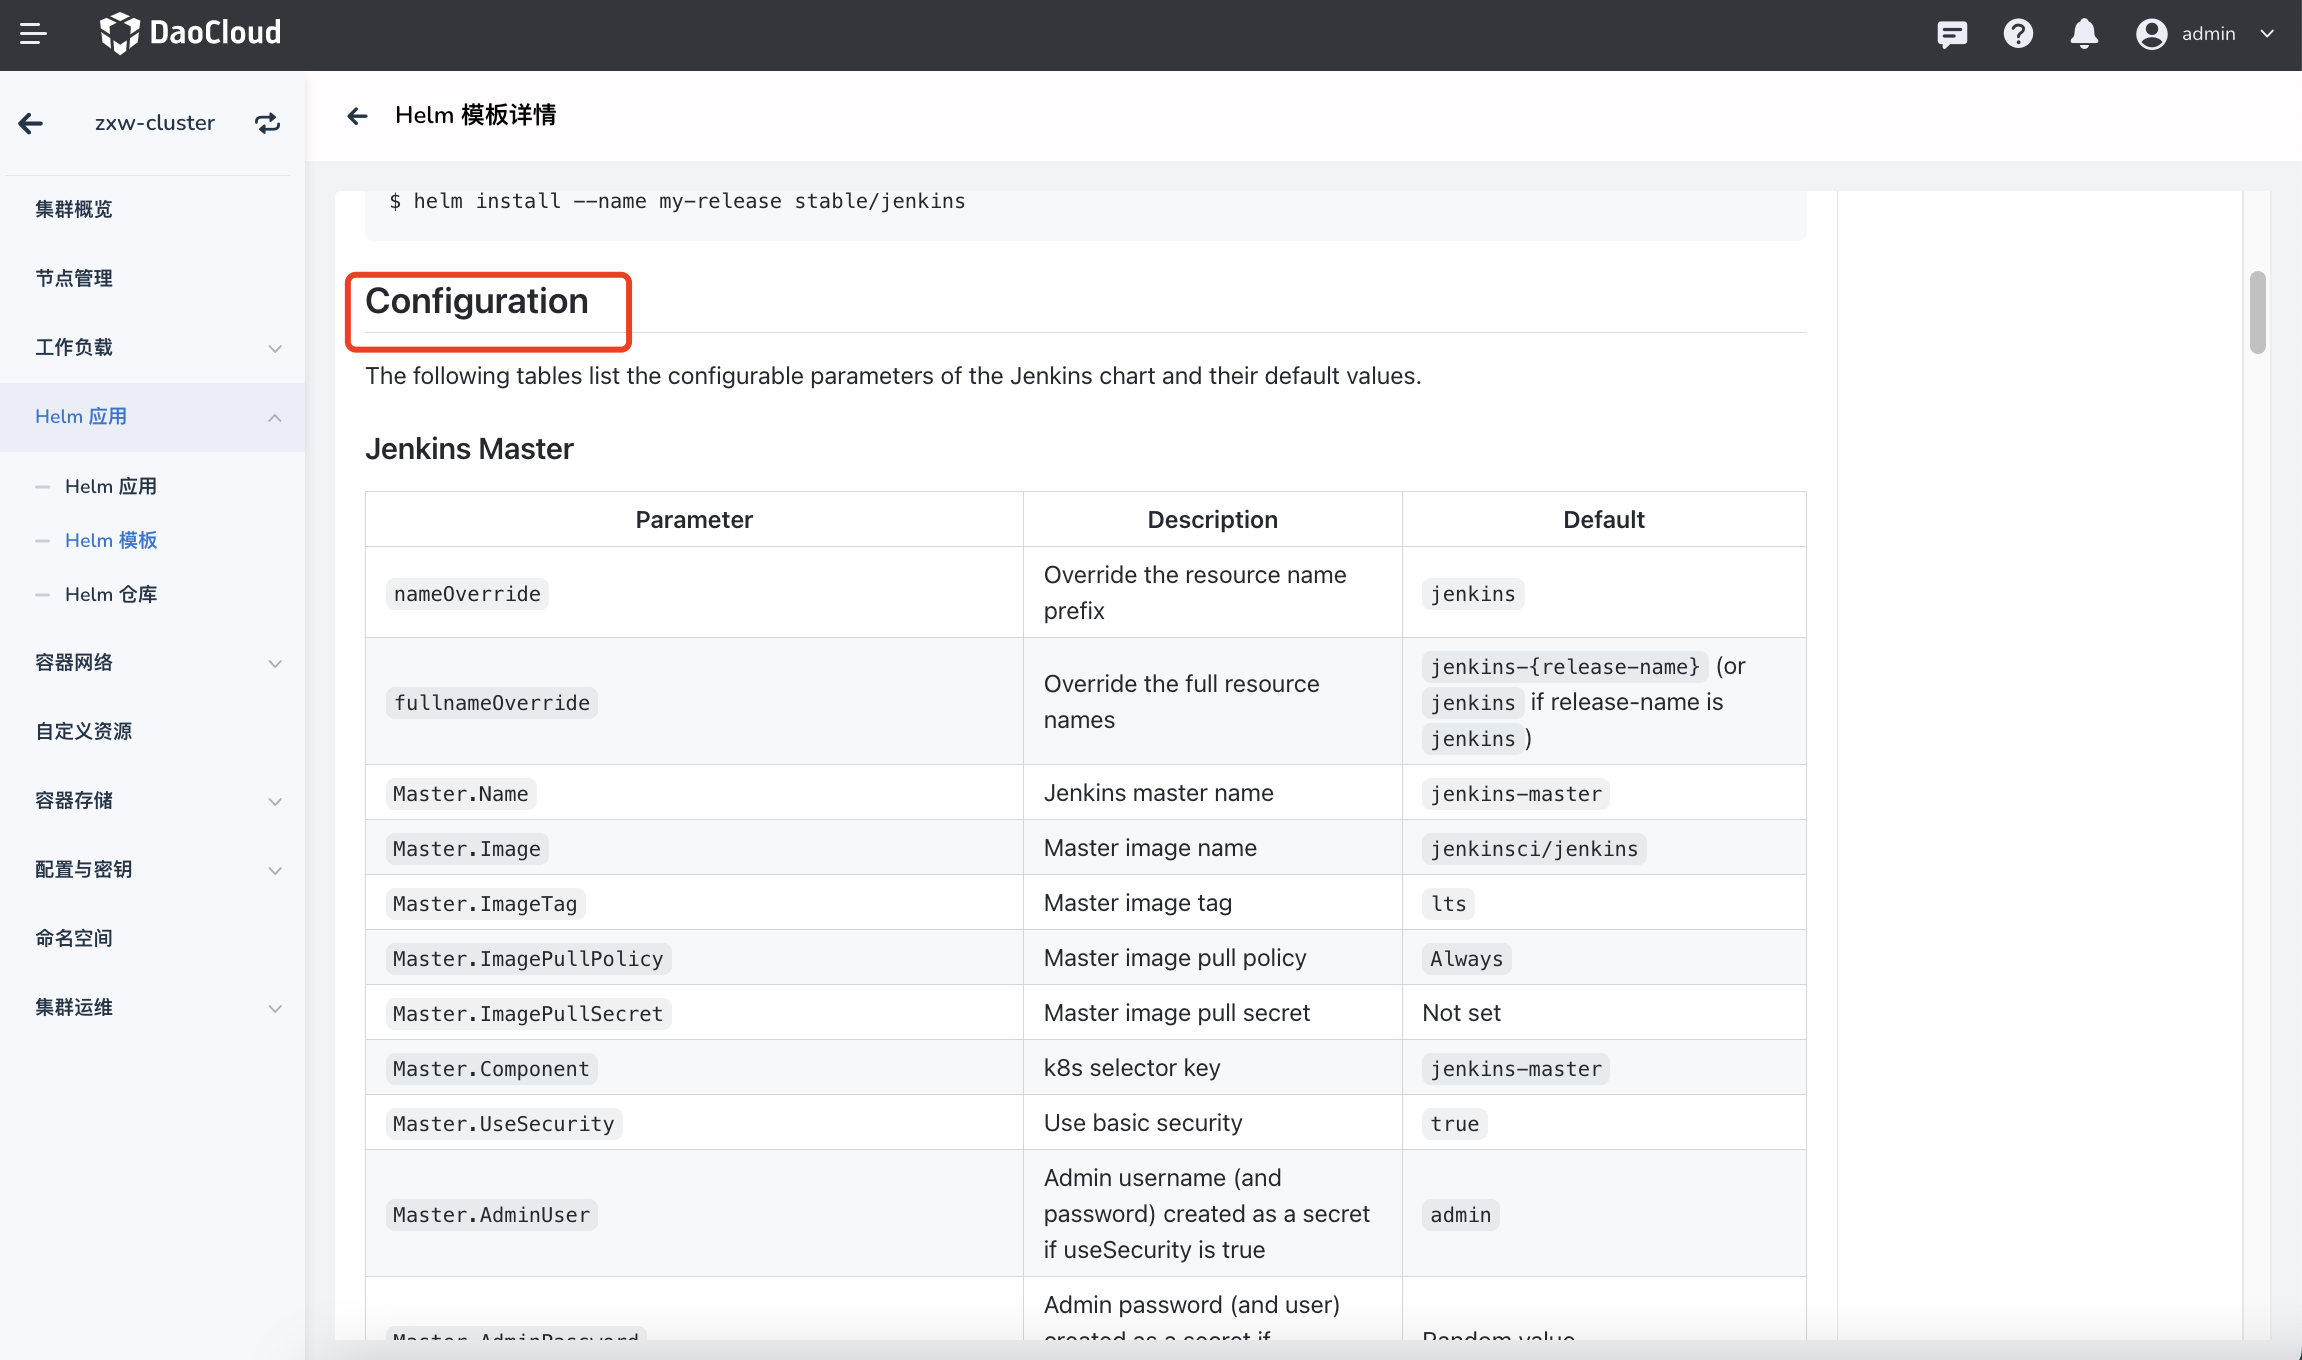 DaoCloud
admin
zxw-cluster
集群概览
节点管理
工作负载
Helm 应用
Helm 应用
Helm 模板
Helm 仓库
容器网络
自定义资源
容器存储
配置与密钥
命名空间
集群运维
Helm 模板详情
$ helm install --name my-release stable/jenkins
Configuration
The following tables list the configurable parameters of the Jenkins chart and their default values.
Jenkins Master
Parameter Description Default
nameOverride Override the resource name prefix jenkins
fullnameOverride Override the full resource names jenkins-{release-name} (or jenkins if release-name is jenkins )
Master.Name Jenkins master name jenkins-master
Master.Image Master image name jenkinsci/jenkins
Master.ImageTag Master image tag lts
Master.ImagePullPolicy Master image pull policy Always
Master.ImagePullSecret Master image pull secret Not set
Master.Component k8s selector key jenkins-master
Master.UseSecurity Use basic security true
Master.AdminUser Admin username (and password) created as a secret if useSecurity is true admin
Master.AdminPassword Admin password (and user) created as a secret if Random value